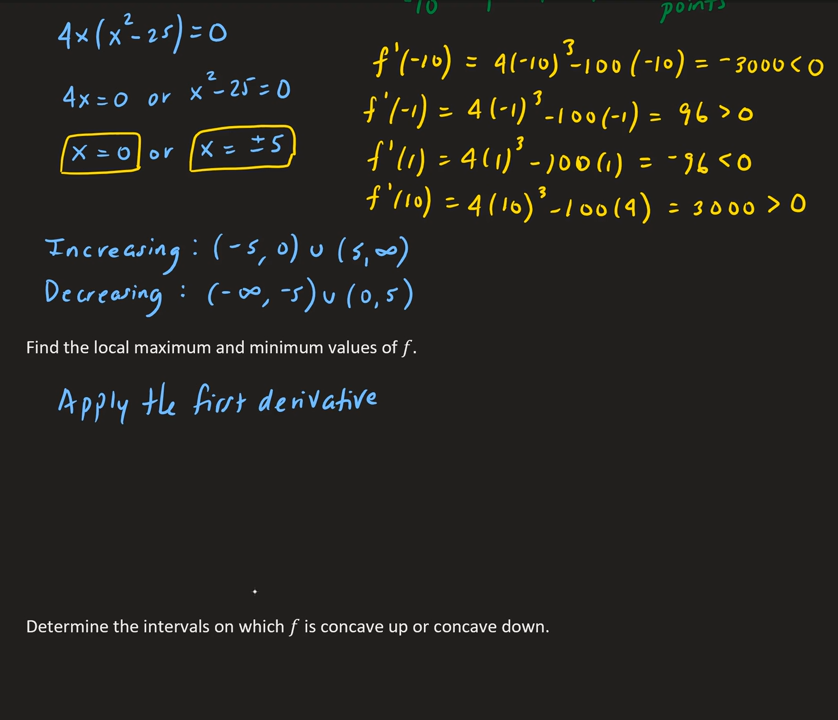 -10 1 points
4x(x²-25)=0
4x=0 or x²-25=0
x=0 or x=±5
f'(-10) = 4(-10)³-100(-10) = -3000<0
f'(-1) = 4(-1)³-100(-1) = 96>0
f'(1) = 4(1)³-100(1) = -96<0
f'(10) = 4(10)³-100(4) = 3000>0
Increasing: (-5,0)∪(5,∞)
Decreasing: (-∞,-5)∪(0,5)
Find the local maximum and minimum values of f.
Apply the first derivative
Determine the intervals on which f is concave up or concave down.